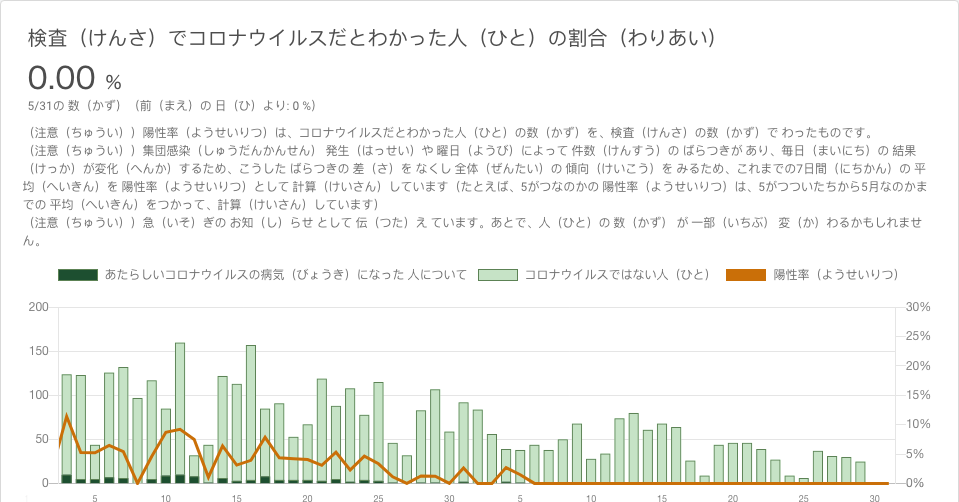 検査（けんさ）でコロナウイルスだとわかった人（ひと）の割合（わりあい）
0.00 %
5/31の 数（かず）（前（まえ）の 日（ひ）より: 0 %）
（注意（ちゅうい））陽性率（ようせいりつ）は、コロナウイルスだとわかった人（ひと）の数（かず）を、検査（けんさ）の数（かず）で わったものです。
（注意（ちゅうい））集団感染（しゅうだんかんせん） 発生（はっせい）や 曜日（ようび）によって 件数（けんすう）の ばらつきが あり、毎日（まいにち）の 結果
（けっか）が変化（へんか）するため、こうした ばらつきの 差（さ）を なくし 全体（ぜんたい）の 傾向（けいこう）を みるため、これまでの7日間（にちかん）の 平
均（へいきん）を 陽性率（ようせいりつ）として 計算（けいさん）しています（たとえば、5がつなのかの 陽性率（ようせいりつ）は、5がつついたちから5月なのかま
での 平均（へいきん）をつかって、計算（けいさん）しています）
（注意（ちゅうい））急（いそ）ぎの お知（し）らせ として 伝（つた）え ています。あとで、人（ひと）の 数（かず） が 一部（いちぶ） 変（か）わるかもしれませ
ん。
あたらしいコロナウイルスの病気（びょうき）になった 人について コロナウイルスではない人（ひと） 陽性率（ようせいりつ）
200 30%
25%
150
20%
100 15%
10%
50
5%
0 0%
5 10 15 20 25 30 5 10 15 20 25 30